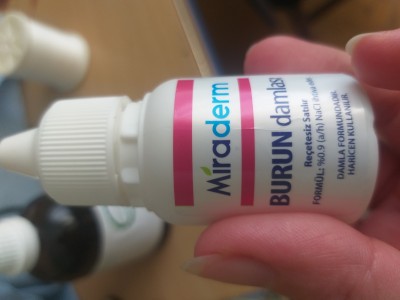 Miraderm
BURUN damlası
Reçetesiz Satılır
FORMÜL: %0.9 (a/h) NaCl
DAMLA FORMUNDADIR
HARİCEN KULLANILIR